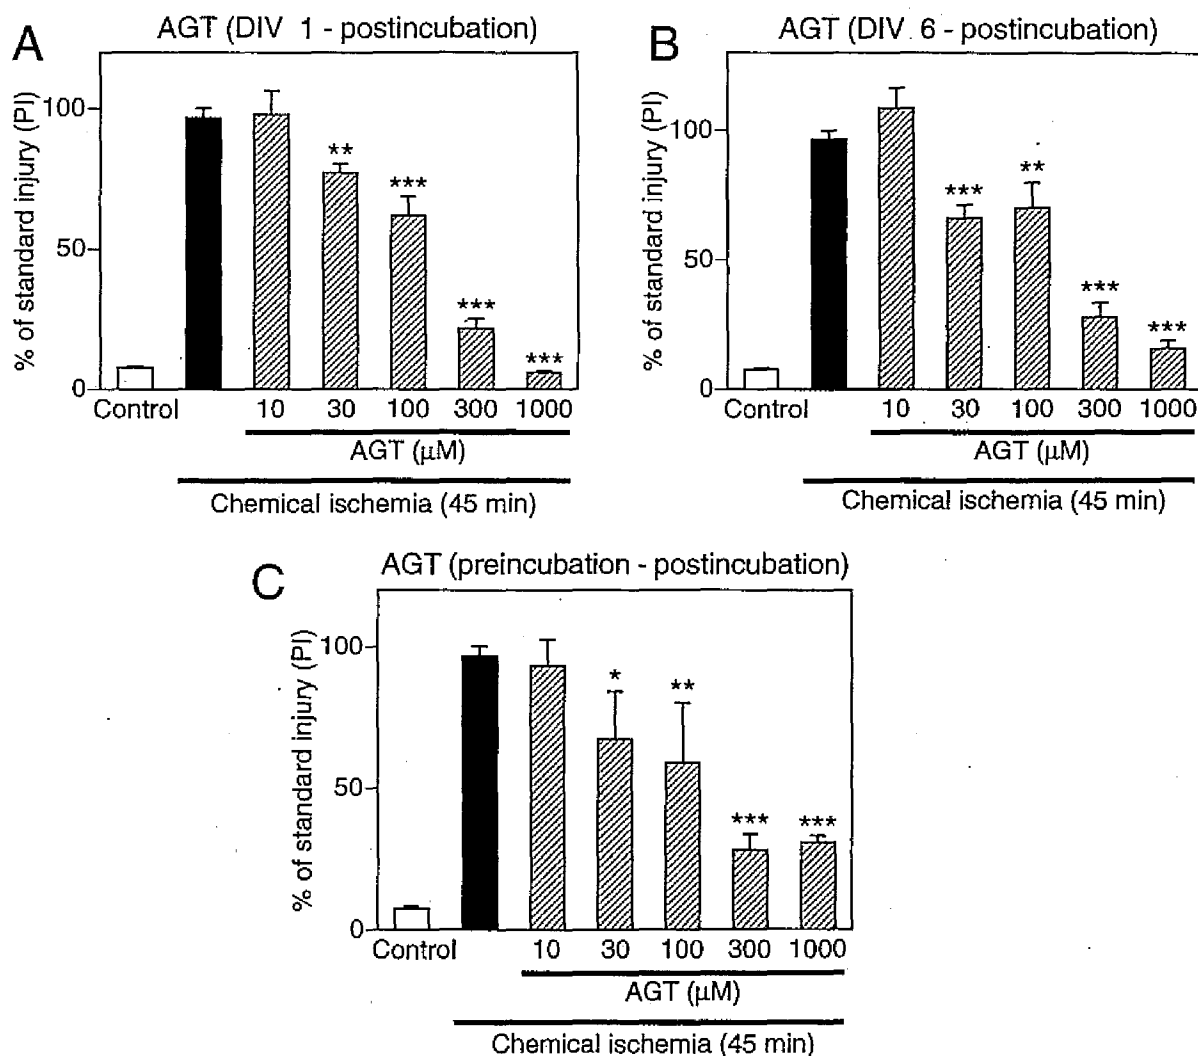 A
AGT (DIV 1 - postincubation)
% of standard injury (PI)
100
50
0
** *** *** ***
Control 10 30 100 300 1000
AGT (µM)
Chemical ischemia (45 min)
B
AGT (DIV 6 - postincubation)
% of standard injury (PI)
100
50
0
*** ** *** ***
Control 10 30 100 300 1000
AGT (µM)
Chemical ischemia (45 min)
C
AGT (preincubation - postincubation)
% of standard injury (PI)
100
50
0
* ** *** ***
Control 10 30 100 300 1000
AGT (µM)
Chemical ischemia (45 min)